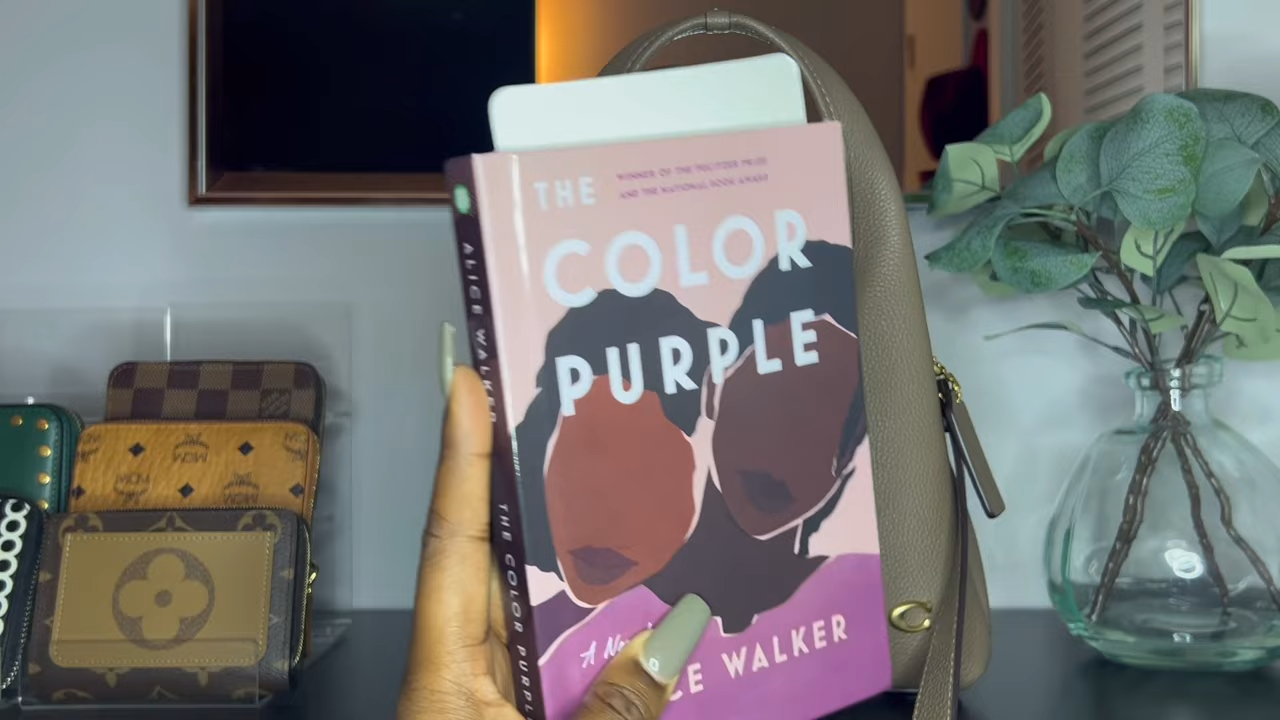 THE
WINNER OF THE PULITZER PRIZE
AND THE NATIONAL BOOK AWARD
COLOR
PURPLE
A
CE WALKER
ALICE WALKER
THE COLOR PURPL
MCM
MCM
MCM